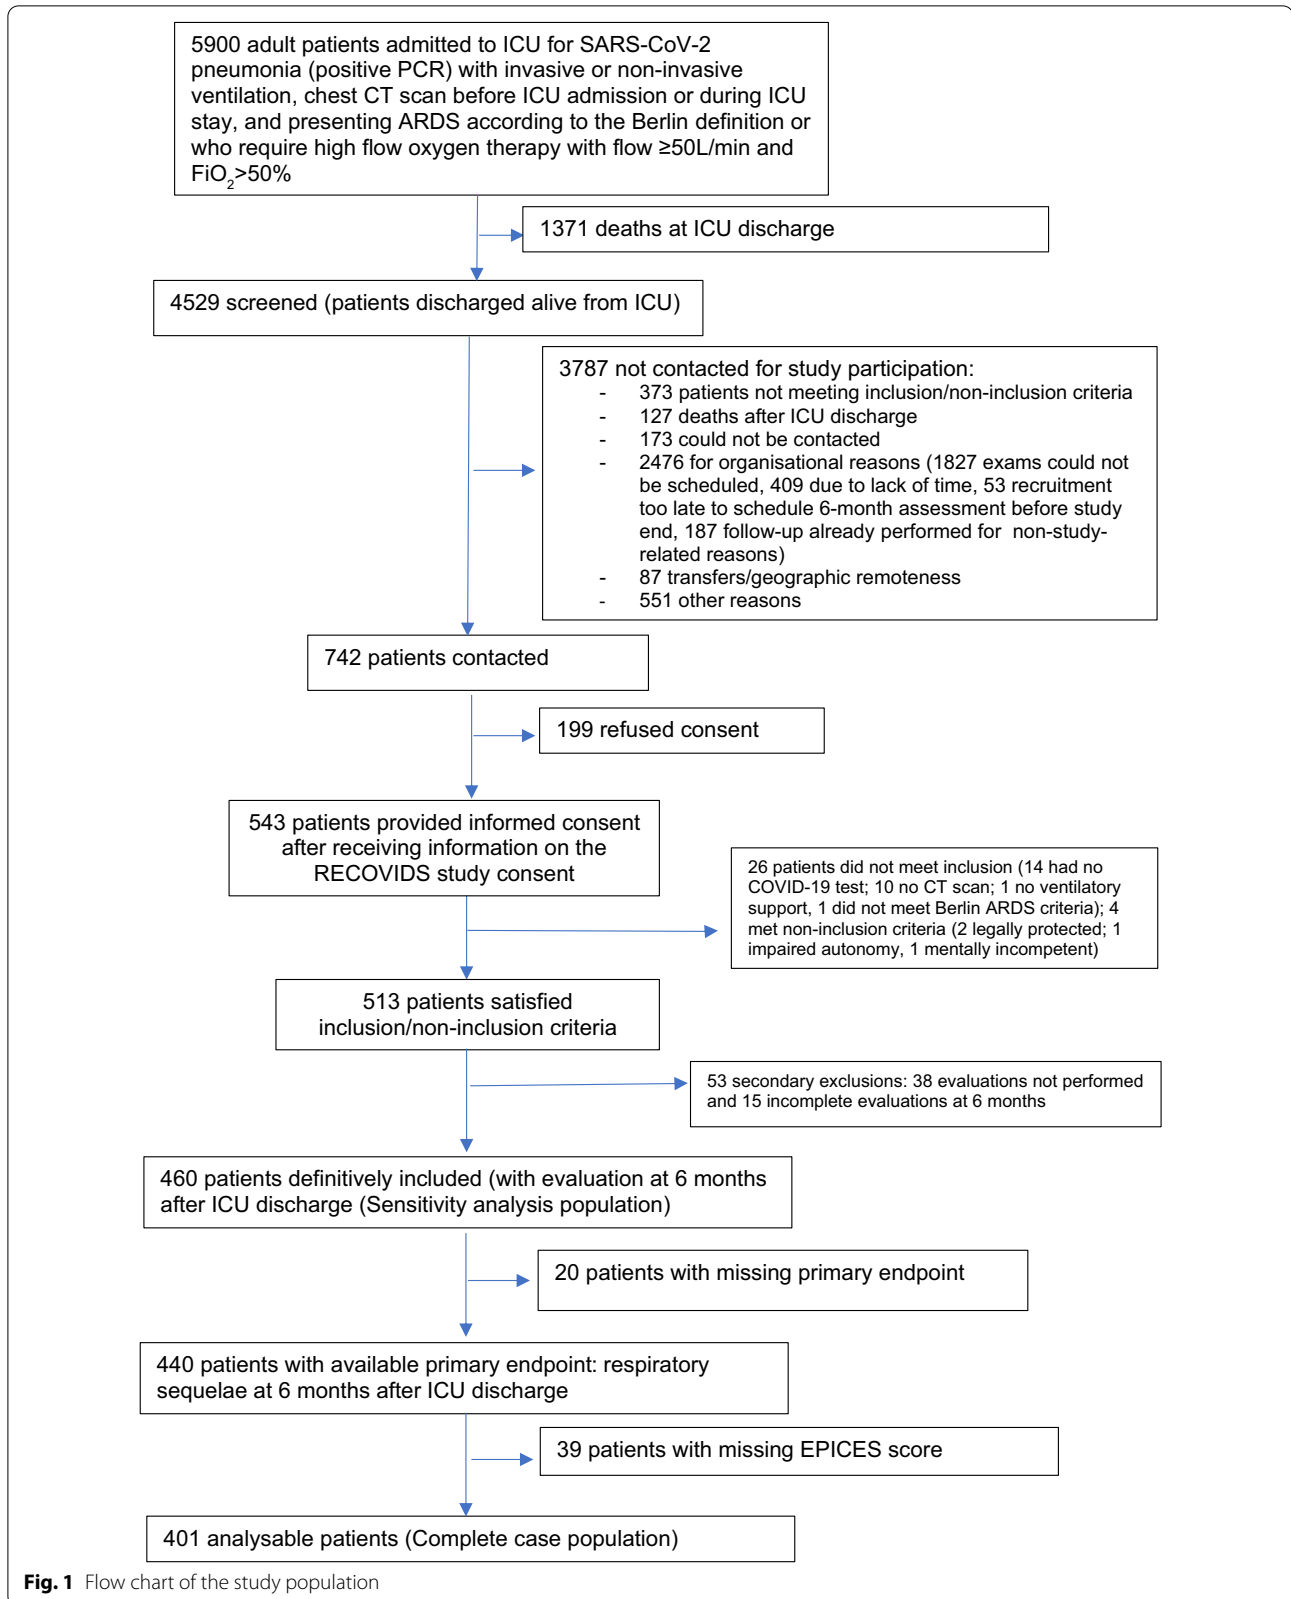 5900 adult patients admitted to ICU for SARS-CoV-2
pneumonia (positive PCR) with invasive or non-invasive
ventilation, chest CT scan before ICU admission or during ICU
stay, and presenting ARDS according to the Berlin definition or
who require high flow oxygen therapy with flow ≥50L/min and
FiO2>50%
1371 deaths at ICU discharge
4529 screened (patients discharged alive from ICU)
3787 not contacted for study participation:
- 373 patients not meeting inclusion/non-inclusion criteria
- 127 deaths after ICU discharge
- 173 could not be contacted
- 2476 for organisational reasons (1827 exams could not
be scheduled, 409 due to lack of time, 53 recruitment
too late to schedule 6-month assessment before study
end, 187 follow-up already performed for non-study-
related reasons)
- 87 transfers/geographic remoteness
- 551 other reasons
742 patients contacted
199 refused consent
543 patients provided informed consent
after receiving information on the
RECOVIDS study consent
26 patients did not meet inclusion (14 had no
COVID-19 test; 10 no CT scan; 1 no ventilatory
support, 1 did not meet Berlin ARDS criteria); 4
met non-inclusion criteria (2 legally protected; 1
impaired autonomy, 1 mentally incompetent)
513 patients satisfied
inclusion/non-inclusion criteria
53 secondary exclusions: 38 evaluations not performed
and 15 incomplete evaluations at 6 months
460 patients definitively included (with evaluation at 6 months
after ICU discharge (Sensitivity analysis population)
20 patients with missing primary endpoint
440 patients with available primary endpoint: respiratory
sequelae at 6 months after ICU discharge
39 patients with missing EPICES score
401 analysable patients (Complete case population)
Fig. 1 Flow chart of the study population